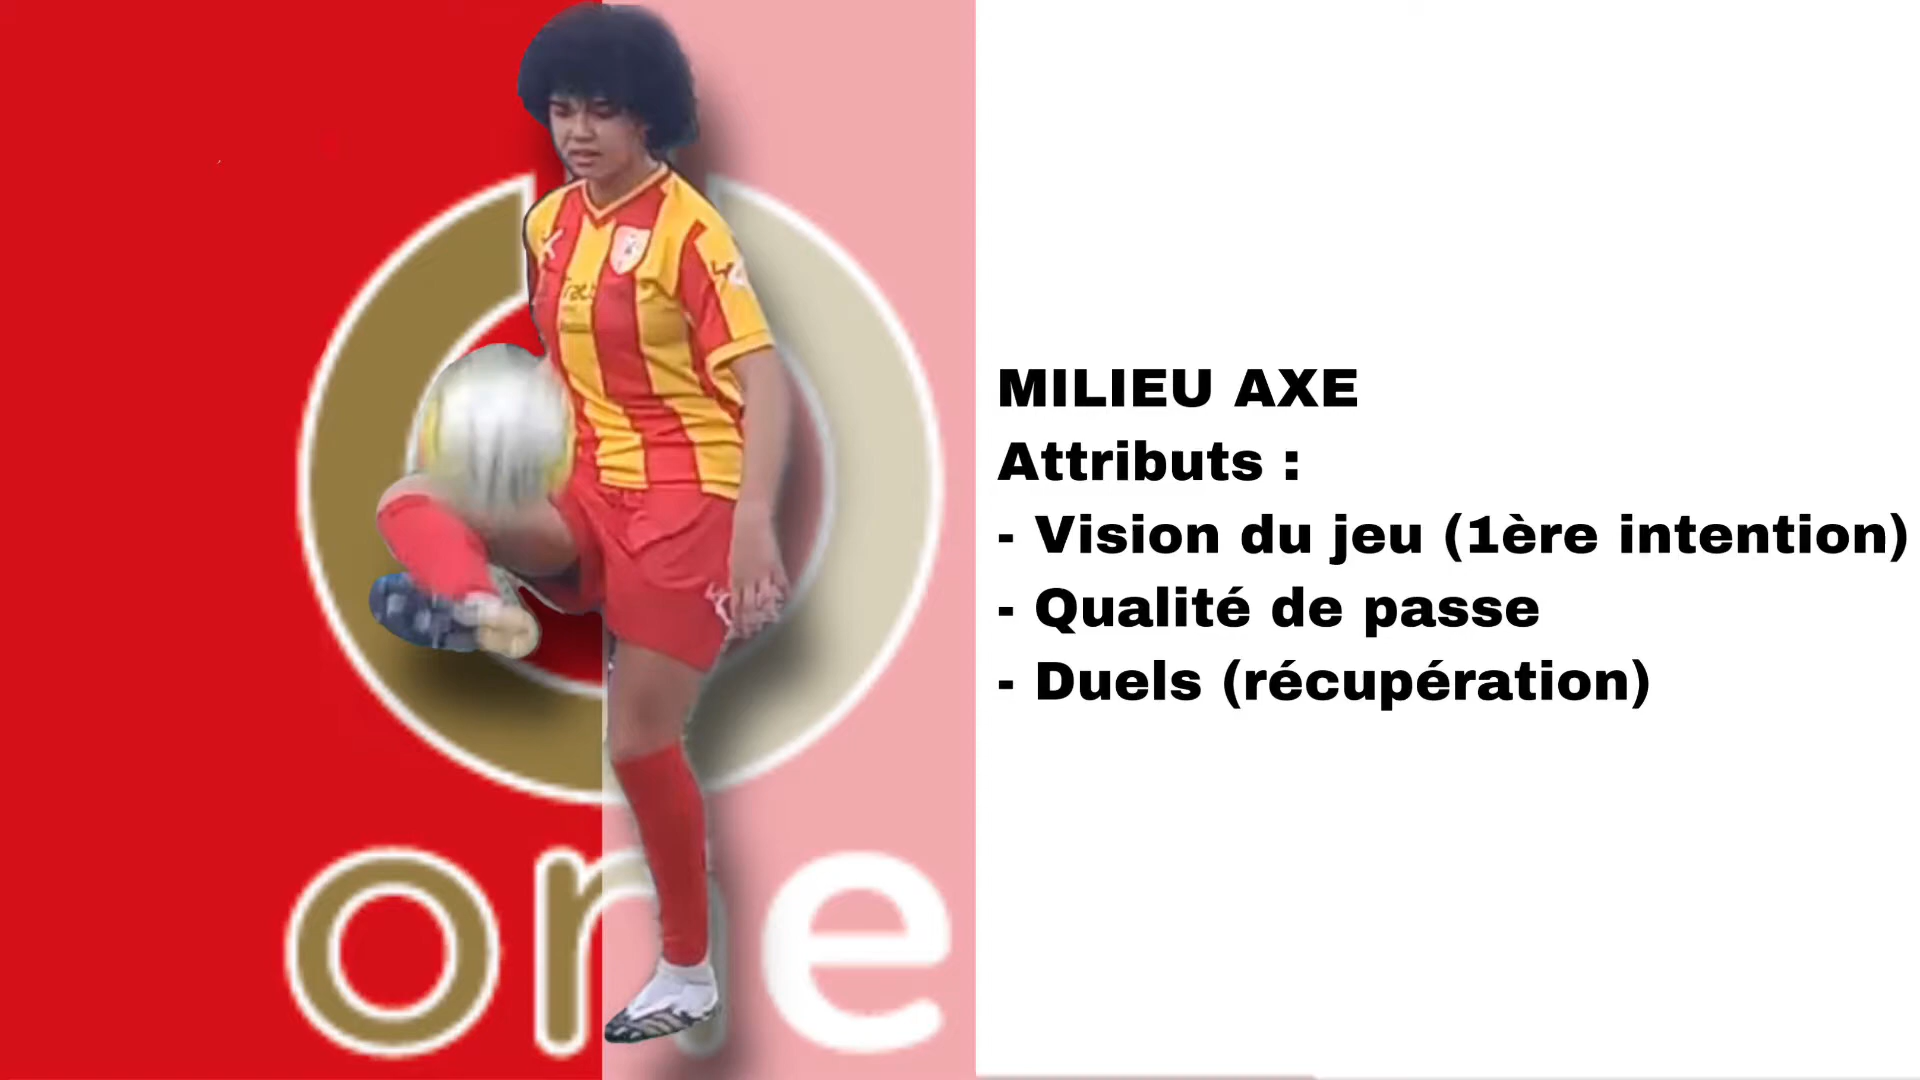 one
MILIEU AXE
Attributs :
- Vision du jeu (1ère intention)
- Qualité de passe
- Duels (récupération)